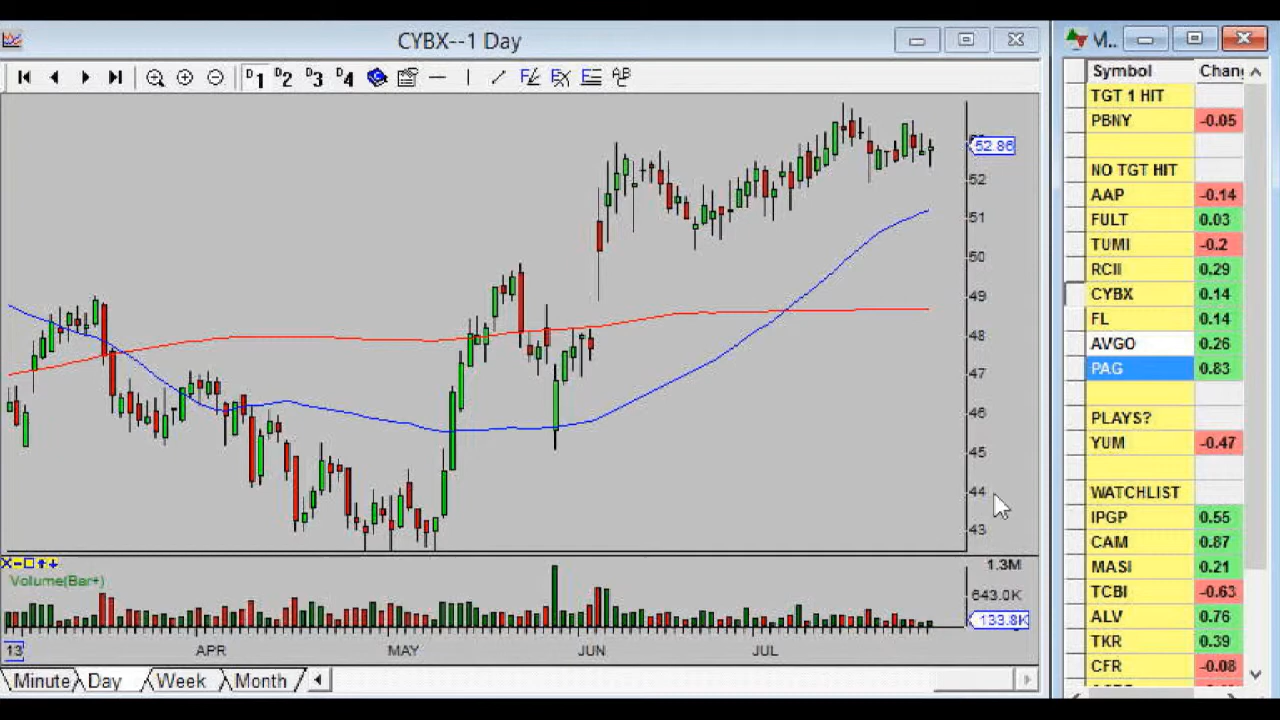 CYBX--1 Day
D1 D2 D3 D4
52.86
52
51
50
49
48
47
46
45
44
43
Volume(Bar+)
1.3M
643.0K
133.8K
13 APR MAY JUN JUL
Minute Day Week Month
M..
Symbol Chang
TGT 1 HIT
PBNY -0.05
NO TGT HIT
AAP -0.14
FULT 0.03
TUMI -0.2
RCII 0.29
CYBX 0.14
FL 0.14
AVGO 0.26
PAG 0.83
PLAYS?
YUM -0.47
WATCHLIST
IPGP 0.55
CAM 0.87
MASI 0.21
TCBI -0.63
ALV 0.76
TKR 0.39
CFR -0.08